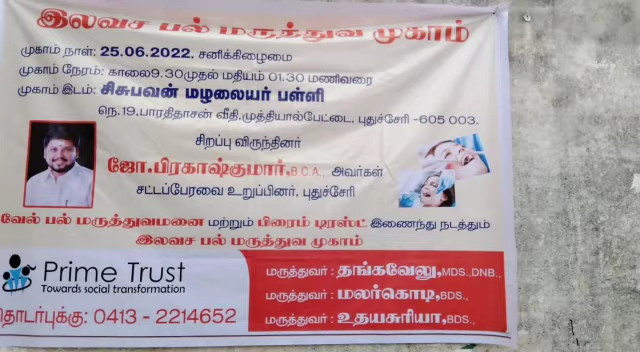 இலவச பல் மருத்துவ முகாம்
முகாம் நாள்: 25.06.2022, சனிக்கிழமை
முகாம் நேரம்: காலை9.30முதல் மதியம் 01.30 மணிவரை
முகாம் இடம்: சிசுபவன் மழலையர் பள்ளி
நெ.19,பாரதிதாசன் வீதி,முத்தியால்பேட்டை, புதுச்சேரி -605 003.
சிறப்பு விருந்தினர்
ஜோ.பிரகாஷ்குமார்,B.C.A., அவர்கள்
சட்டப்பேரவை உறுப்பினர், புதுச்சேரி
வேல் பல் மருத்துவமனை மற்றும் பிரைம் டிரஸ்ட் இணைந்து நடத்தும்
இலவச பல் மருத்துவ முகாம்
Prime Trust
Towards social transformation
தொடர்புக்கு: 0413 - 2214652
மருத்துவர் : தங்கவேலு,MDS.,DNB.,
மருத்துவர் : மலர்கொடி,BDS.,
மருத்துவர் : உதயசுரியா,BDS.,